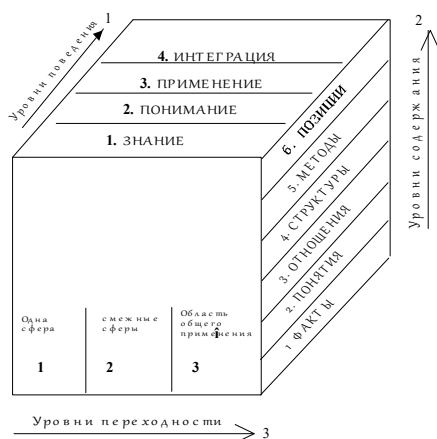 1
Уровни поведения
4. ИНТЕГРАЦИЯ
3. ПРИМЕНЕНИЕ
2. ПОНИМАНИЕ
1. ЗНАНИЕ
2
Уровни содержания
6. ПОЗИЦИИ
5. МЕТОДЫ
4. СТРУКТУРЫ
3. ОТНОШЕНИЯ
2. ПОНЯТИЯ
1 ФАКТЫ
Одна
сфера
1
смежные
сферы
2
Область
общего
применения
3
Уровни переходности
3